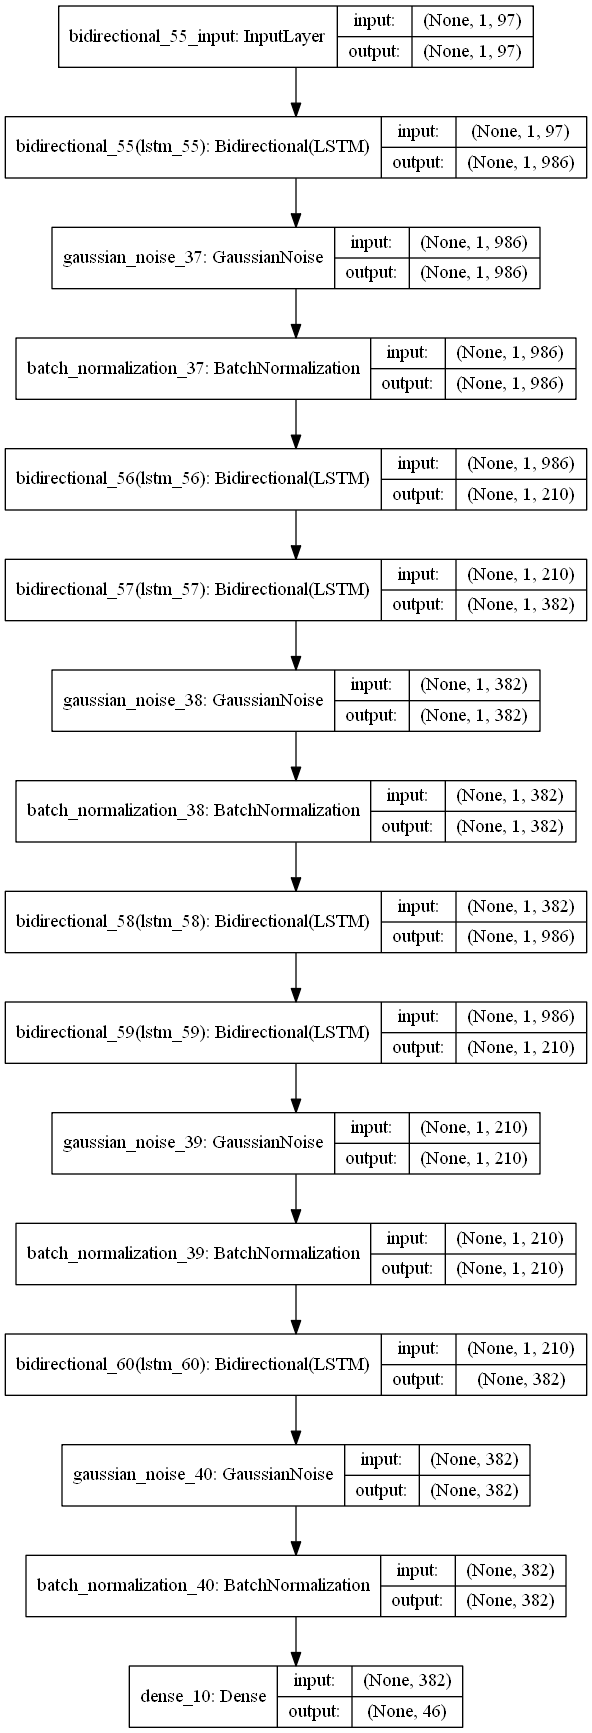 bidirectional_55_input: InputLayer input: (None, 1, 97)
output: (None, 1, 97)
bidirectional_55(lstm_55): Bidirectional(LSTM) input: (None, 1, 97)
output: (None, 1, 986)
gaussian_noise_37: GaussianNoise input: (None, 1, 986)
output: (None, 1, 986)
batch_normalization_37: BatchNormalization input: (None, 1, 986)
output: (None, 1, 986)
bidirectional_56(lstm_56): Bidirectional(LSTM) input: (None, 1, 986)
output: (None, 1, 210)
bidirectional_57(lstm_57): Bidirectional(LSTM) input: (None, 1, 210)
output: (None, 1, 382)
gaussian_noise_38: GaussianNoise input: (None, 1, 382)
output: (None, 1, 382)
batch_normalization_38: BatchNormalization input: (None, 1, 382)
output: (None, 1, 382)
bidirectional_58(lstm_58): Bidirectional(LSTM) input: (None, 1, 382)
output: (None, 1, 986)
bidirectional_59(lstm_59): Bidirectional(LSTM) input: (None, 1, 986)
output: (None, 1, 210)
gaussian_noise_39: GaussianNoise input: (None, 1, 210)
output: (None, 1, 210)
batch_normalization_39: BatchNormalization input: (None, 1, 210)
output: (None, 1, 210)
bidirectional_60(lstm_60): Bidirectional(LSTM) input: (None, 1, 210)
output: (None, 382)
gaussian_noise_40: GaussianNoise input: (None, 382)
output: (None, 382)
batch_normalization_40: BatchNormalization input: (None, 382)
output: (None, 382)
dense_10: Dense input: (None, 382)
output: (None, 46)